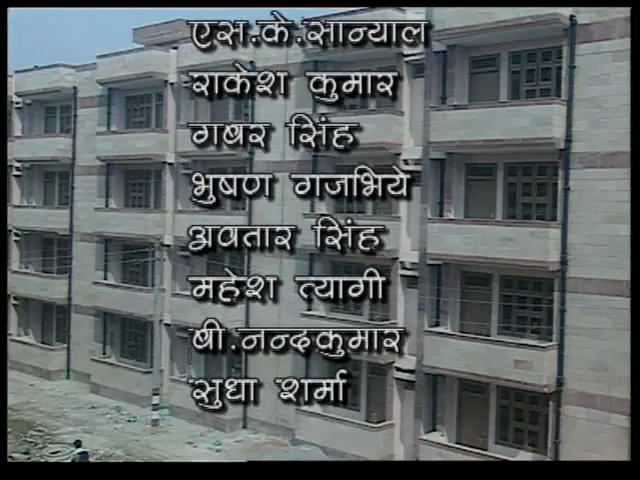 एस.के.सान्याल
राकेश कुमार
गबर सिंह
भुषण गजभिये
अवतार सिंह
महेश त्यागी
बी.नन्दकुमार
सुधा शर्मा